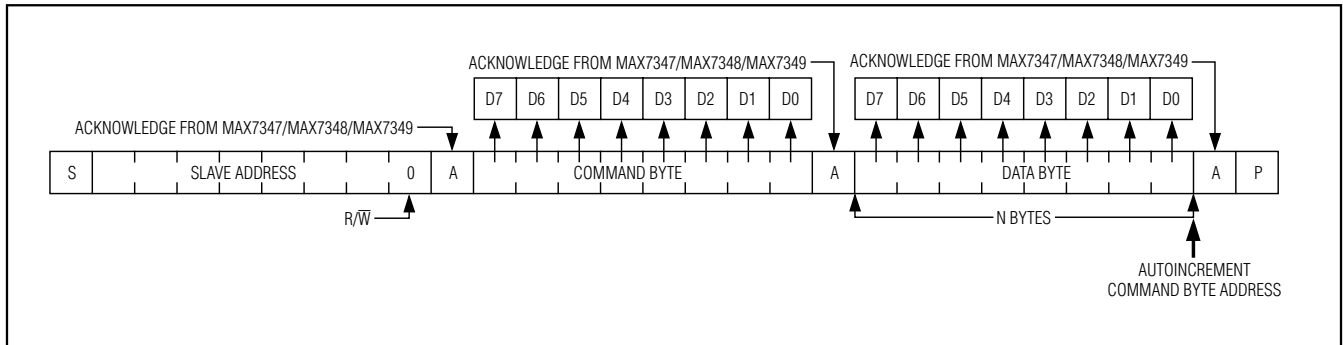 ACKNOWLEDGE FROM MAX7347/MAX7348/MAX7349
ACKNOWLEDGE FROM MAX7347/MAX7348/MAX7349
D7 D6 D5 D4 D3 D2 D1 D0
D7 D6 D5 D4 D3 D2 D1 D0
ACKNOWLEDGE FROM MAX7347/MAX7348/MAX7349
S SLAVE ADDRESS 0 A COMMAND BYTE A DATA BYTE A P
R/W̅
N BYTES
AUTOINCREMENT
COMMAND BYTE ADDRESS